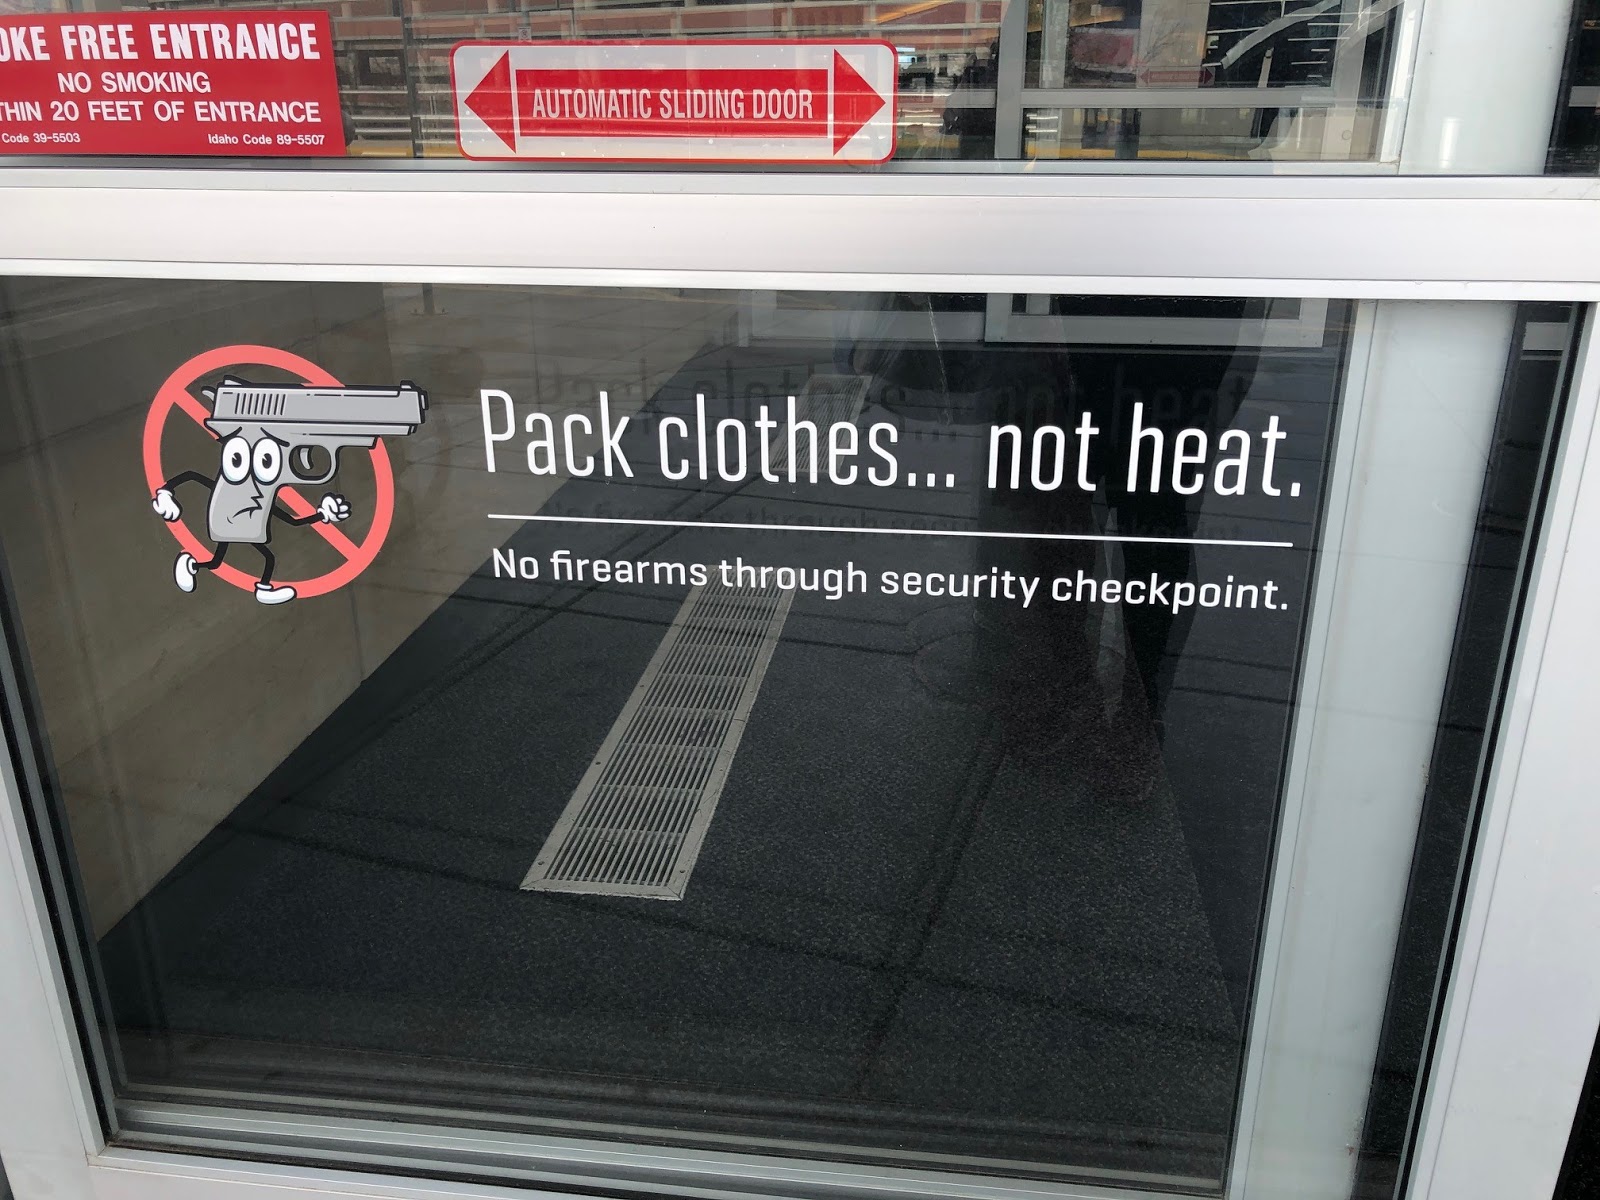 OKE FREE ENTRANCE
NO SMOKING
THIN 20 FEET OF ENTRANCE
Code 39-5503 Idaho Code 89-5507
AUTOMATIC SLIDING DOOR
Pack clothes... not heat.
No firearms through security checkpoint.